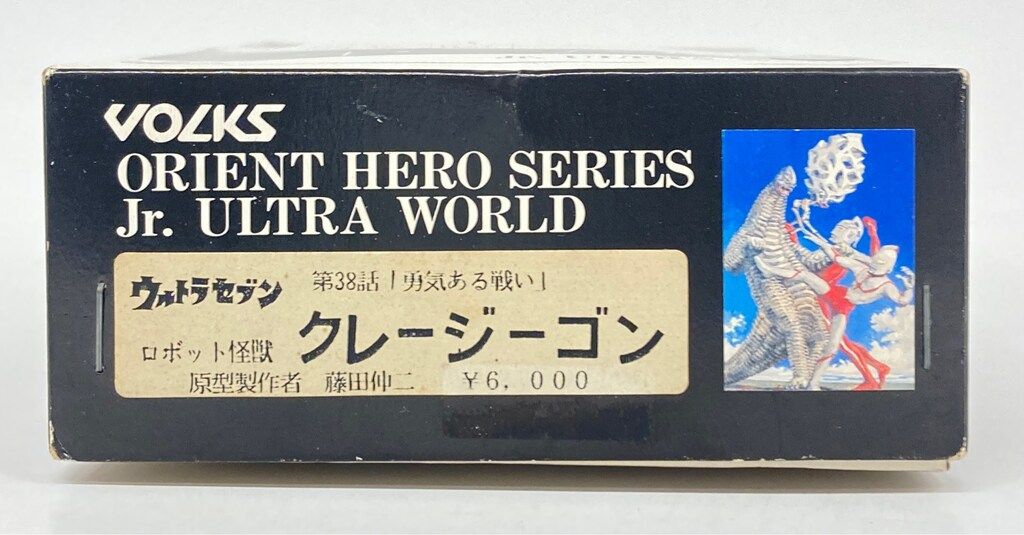 VOLKS
ORIENT HERO SERIES
Jr. ULTRA WORLD
ウルトラセブン 第38話「勇気ある戦い」
ロボット怪獣 クレージーゴン
原型製作者 藤田伸二 ¥6,000